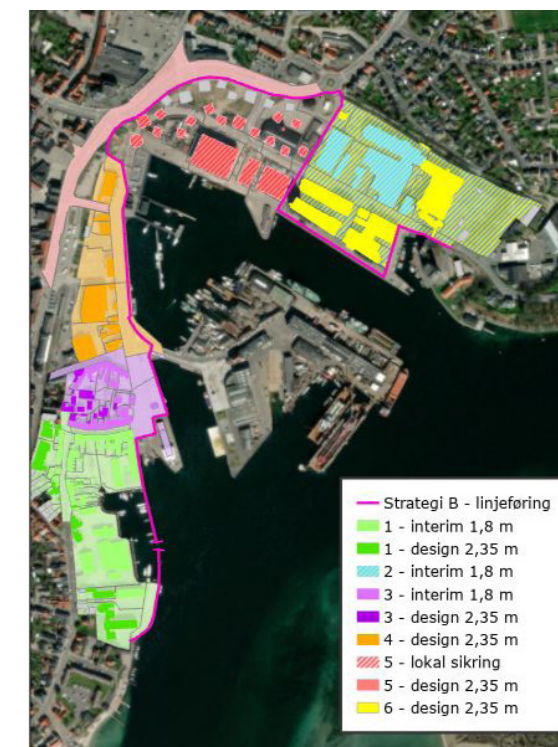 Strategi B - linjeføring
1 - interim 1,8 m
1 - design 2,35 m
2 - interim 1,8 m
3 - interim 1,8 m
3 - design 2,35 m
4 - design 2,35 m
5 - lokal sikring
5 - design 2,35 m
6 - design 2,35 m